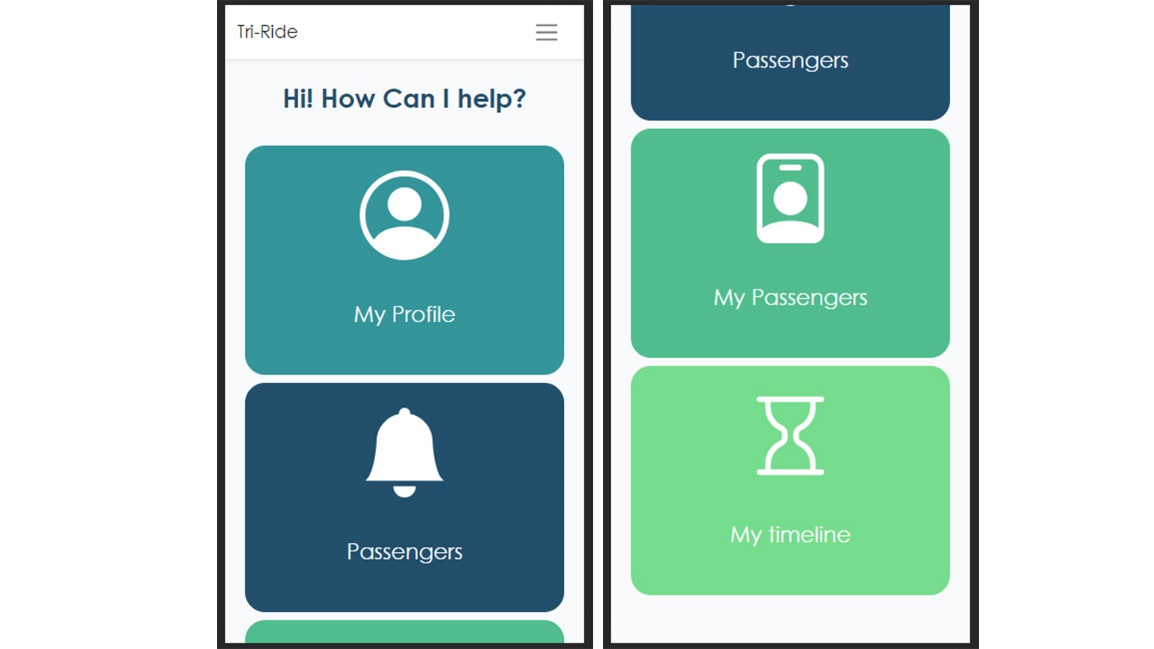 Tri-Ride
Hi! How Can I help?
My Profile
Passengers
Passengers
My Passengers
My timeline